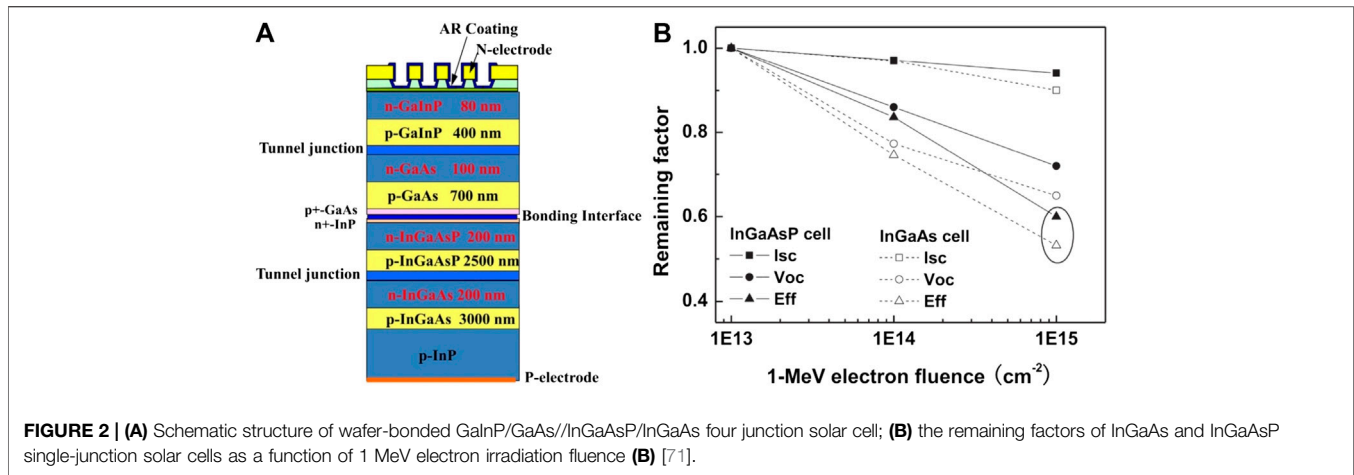 A
AR Coating
N-electrode
n-GaInP 80 nm
p-GaInP 400 nm
Tunnel junction
n-GaAs 100 nm
p-GaAs 700 nm
p+-GaAs
n+-InP
Bonding Interface
n-InGaAsP 200 nm
p-InGaAsP 2500 nm
Tunnel junction
n-InGaAs 200 nm
p-InGaAs 3000 nm
p-InP
P-electrode
B
Remaining factor
1.0
0.8
0.6
0.4
InGaAsP cell
Isc
Voc
Eff
InGaAs cell
Isc
Voc
Eff
1E13 1E14 1E15
1-MeV electron fluence (cm-2)
FIGURE 2 | (A) Schematic structure of wafer-bonded GaInP/GaAs//InGaAsP/InGaAs four junction solar cell; (B) the remaining factors of InGaAs and InGaAsP
single-junction solar cells as a function of 1 MeV electron irradiation fluence (B) [71].